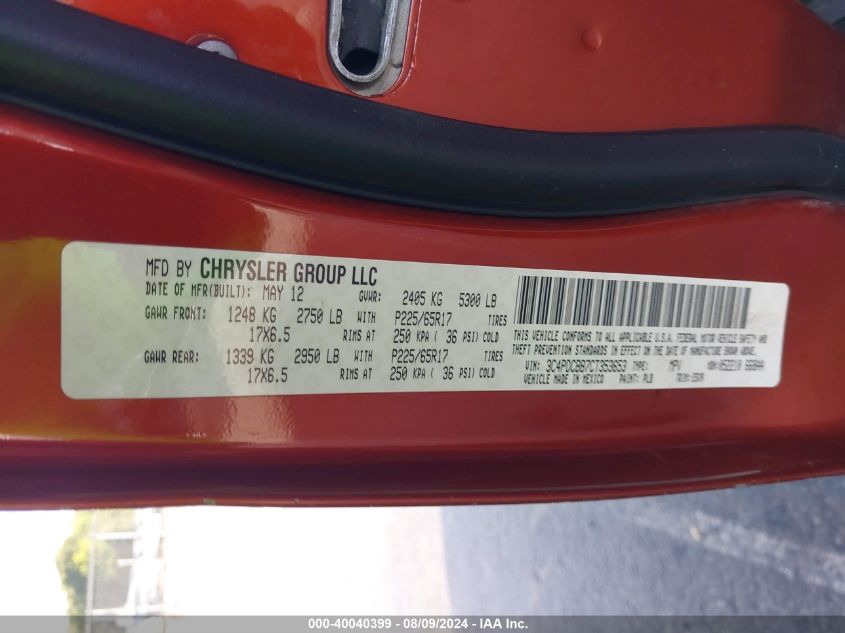 MFD BY CHRYSLER GROUP LLC
DATE OF MFR(BUILT): MAY 12 GVWR: 2405 KG 5300 LB
GAWR FRONT: 1248 KG 2750 LB WITH P225/65R17 TIRES
17X6.5 RIMS AT 250 KPA ( 36 PSI) COLD
GAWR REAR: 1339 KG 2950 LB WITH P225/65R17 TIRES
17X6.5 RIMS AT 250 KPA ( 36 PSI) COLD
THIS VEHICLE CONFORMS TO ALL APPLICABLE U.S.A. FEDERAL MOTOR VEHICLE SAFETY AND
THEFT PREVENTION STANDARDS IN EFFECT ON THE DATE OF MANUFACTURE SHOWN ABOVE.
VIN: 3C4PDCBB7CT353653 TYPE: MPV MDH: 052210
VEHICLE MADE IN MEXICO PAINT: TRIM:
000-40040399 - 08/09/2024 - IAA Inc.